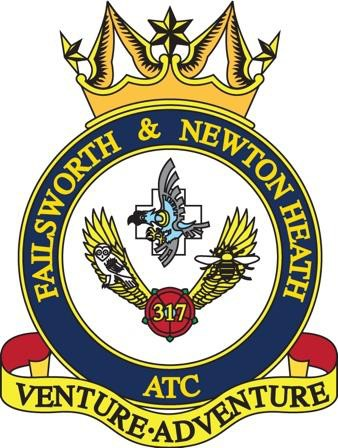 FAILSWORTH & NEWTON HEATH
317
ATC
VENTURE·ADVENTURE